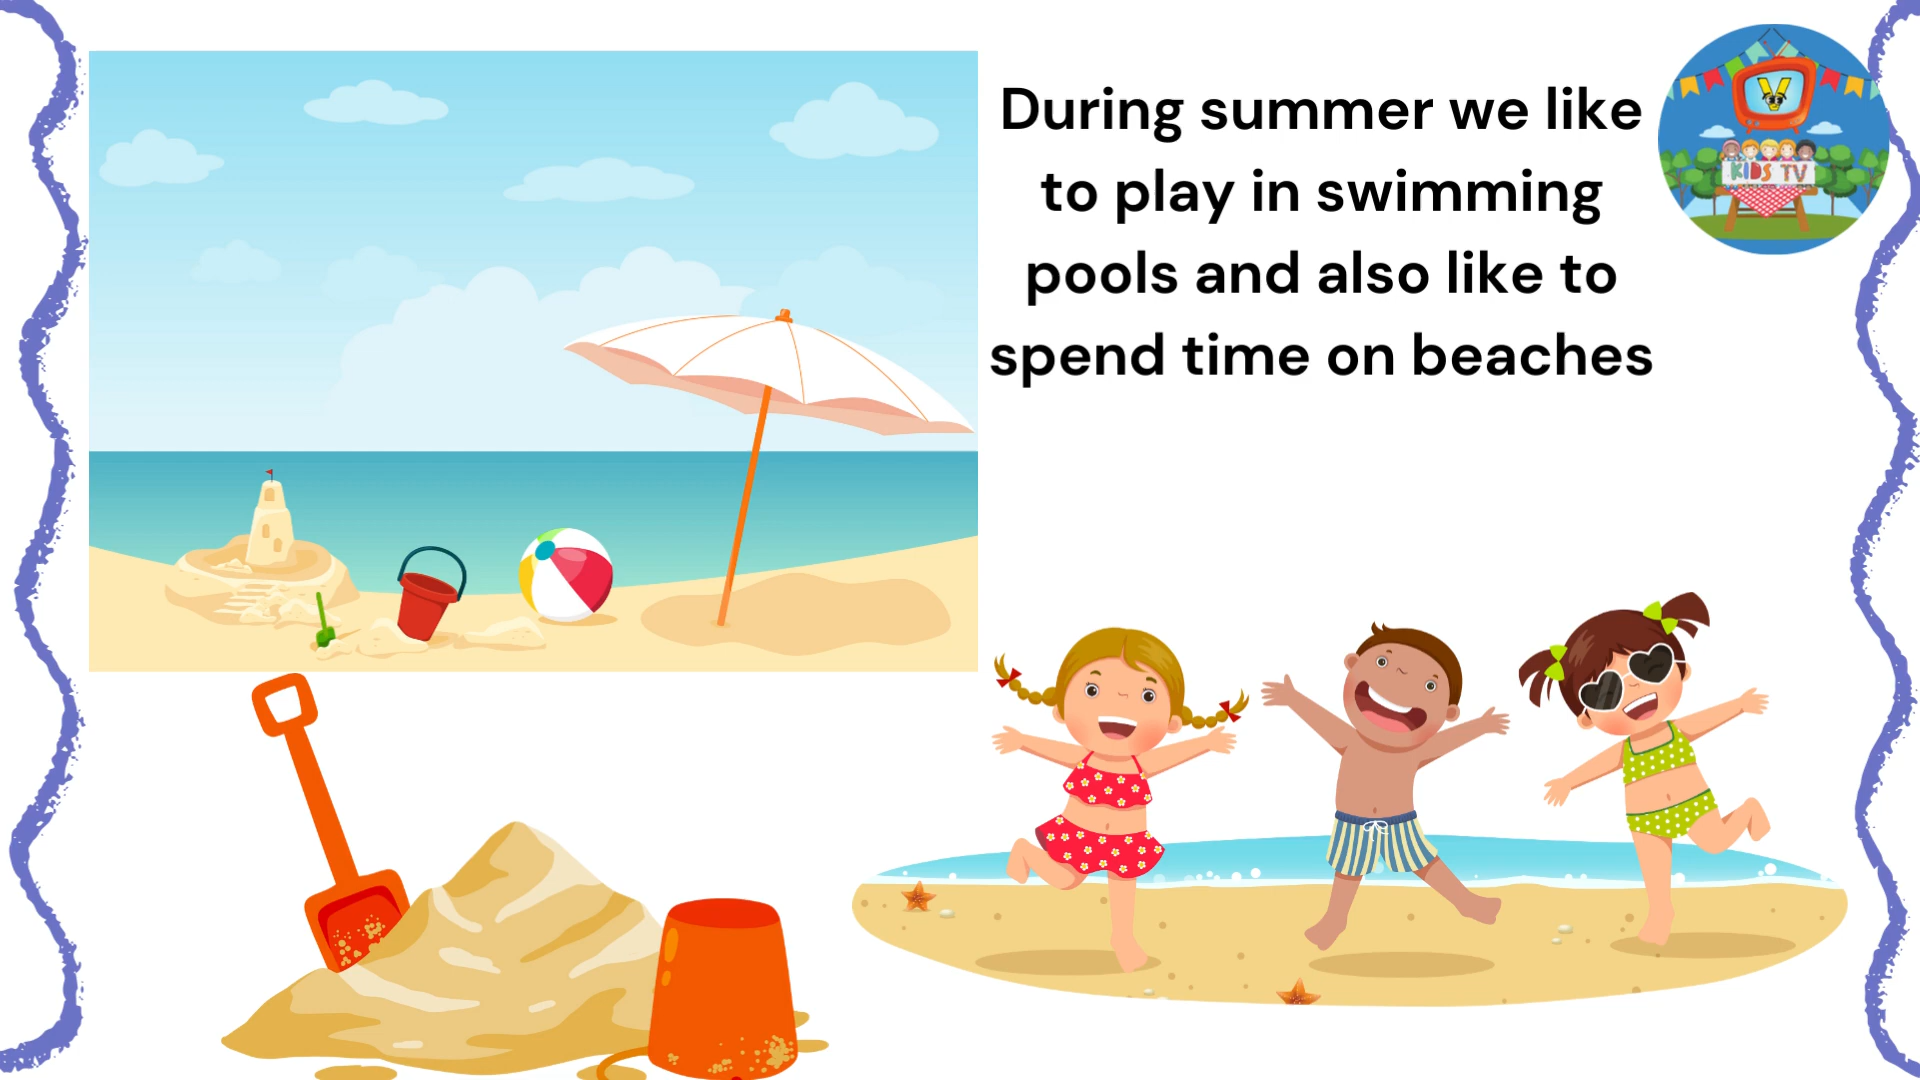 During summer we like
to play in swimming
pools and also like to
spend time on beaches
V
KIDS TV